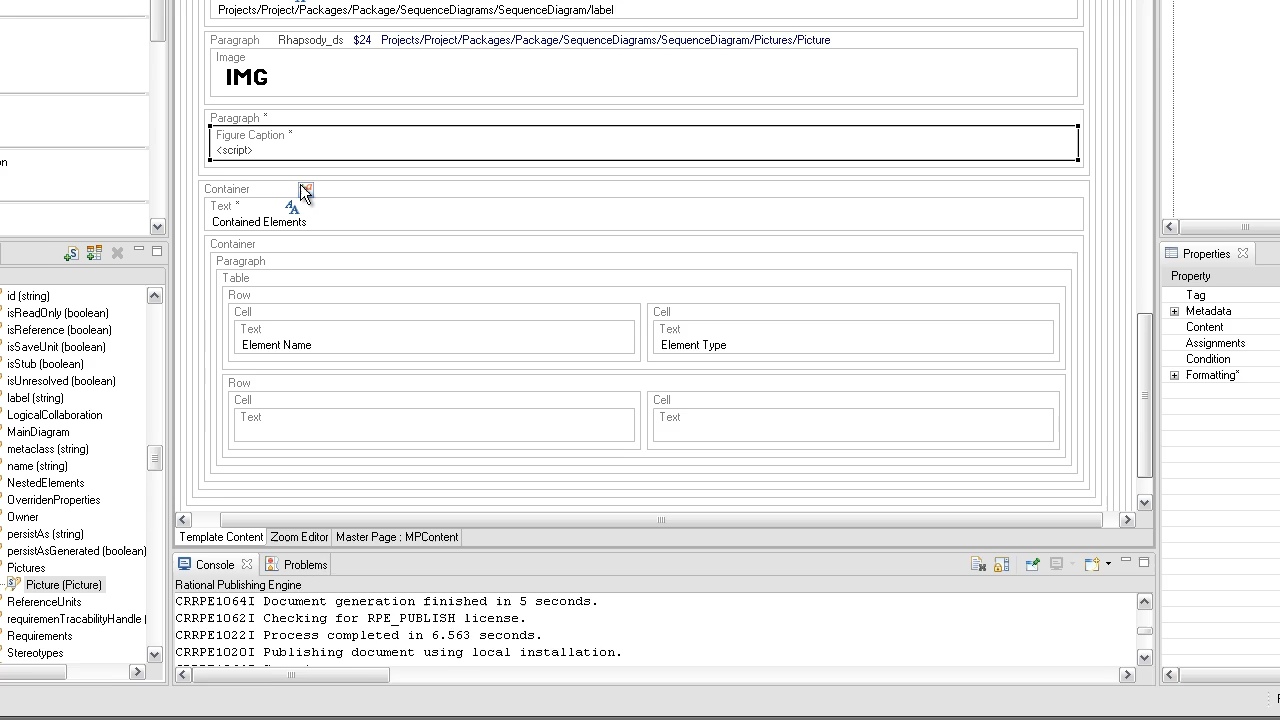 Projects/Project/Packages/Package/SequenceDiagrams/SequenceDiagram/label
Paragraph Rhapsody_ds $24 Projects/Project/Packages/Package/SequenceDiagrams/SequenceDiagram/Pictures/Picture
Image
IMG
Paragraph *
Figure Caption *
<script>
Container
Text *
Contained Elements
Container
Paragraph
Table
Row
Cell
Text
Element Name
Cell
Text
Element Type
Row
Cell
Text
Cell
Text
Template Content
Zoom Editor
Master Page : MPContent
Console
Problems
Rational Publishing Engine
CRRPE1064I Document generation finished in 5 seconds.
CRRPE1062I Checking for RPE_PUBLISH license.
CRRPE1022I Process completed in 6.563 seconds.
CRRPE1020I Publishing document using local installation.
on
id (string)
isReadOnly (boolean)
isReference (boolean)
isSaveUnit (boolean)
isStub (boolean)
isUnresolved (boolean)
label (string)
LogicalCollaboration
MainDiagram
metaclass (string)
name (string)
NestedElements
OverridenProperties
Owner
persistAs (string)
persistAsGenerated (boolean)
Pictures
Picture (Picture)
ReferenceUnits
requiremenTracabilityHandle
Requirements
Stereotypes
Properties
Property
Tag
Metadata
Content
Assignments
Condition
Formatting*